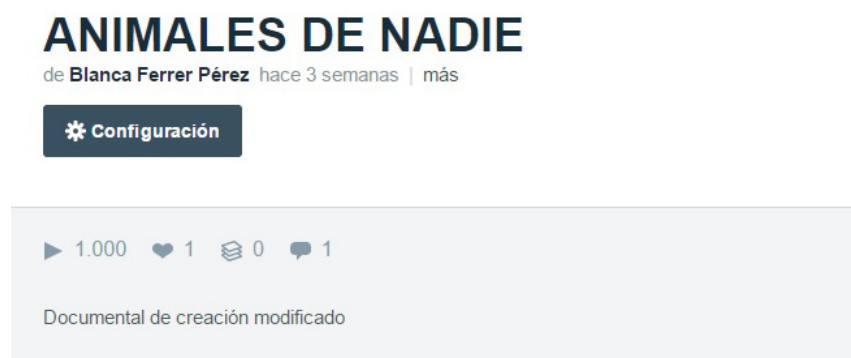 ANIMALES DE NADIE
de Blanca Ferrer Pérez hace 3 semanas | más
Configuración
1.000 1 0 1
Documental de creación modificado